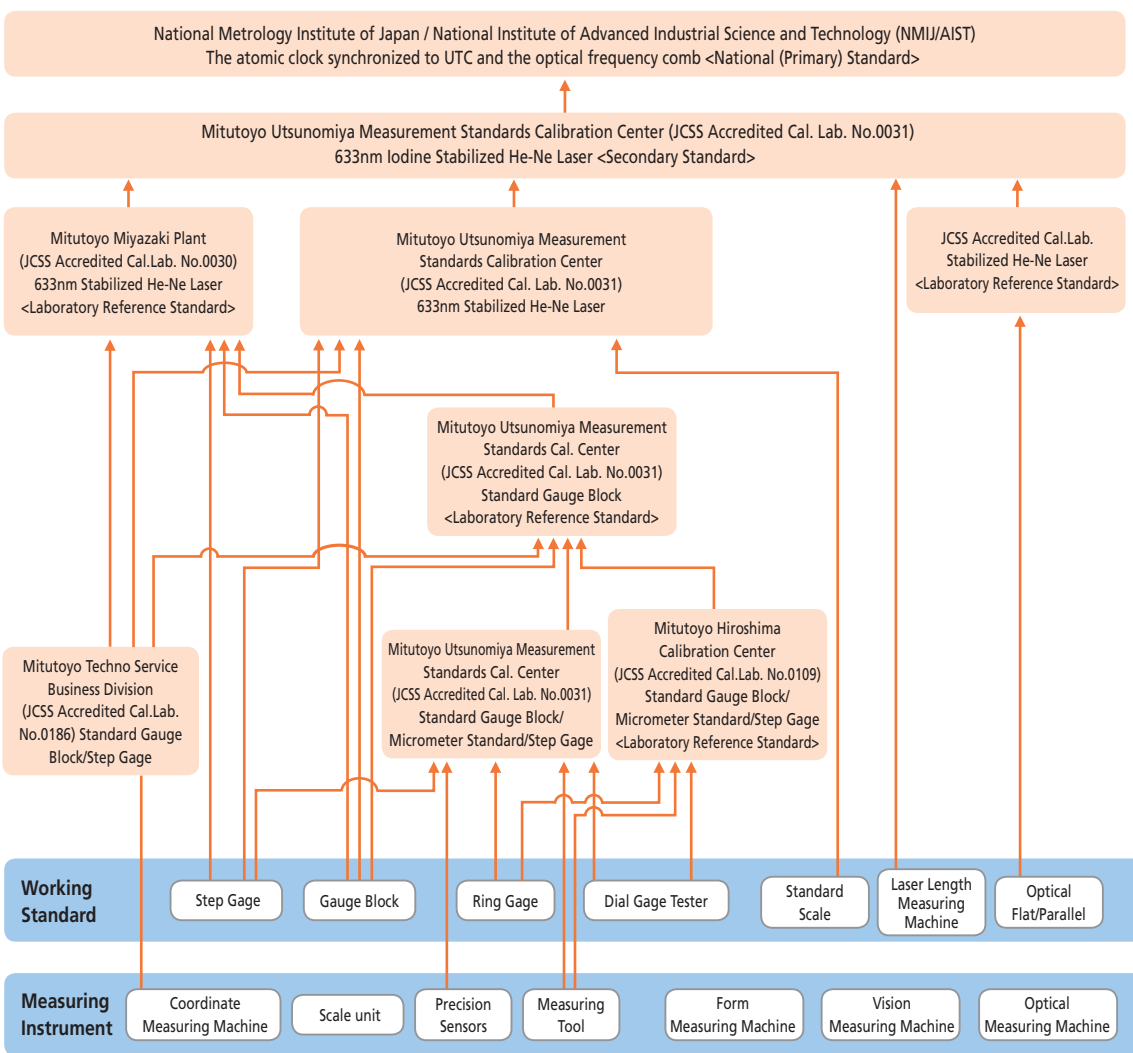 National Metrology Institute of Japan / National Institute of Advanced Industrial Science and Technology (NMIJ/AIST)
The atomic clock synchronized to UTC and the optical frequency comb <National (Primary) Standard>
Mitutoyo Utsunomiya Measurement Standards Calibration Center (JCSS Accredited Cal. Lab. No.0031)
633nm Iodine Stabilized He-Ne Laser <Secondary Standard>
Mitutoyo Miyazaki Plant
(JCSS Accredited Cal.Lab. No.0030)
633nm Stabilized He-Ne Laser
<Laboratory Reference Standard>
Mitutoyo Utsunomiya Measurement
Standards Calibration Center
(JCSS Accredited Cal. Lab. No.0031)
633nm Stabilized He-Ne Laser
JCSS Accredited Cal.Lab.
Stabilized He-Ne Laser
<Laboratory Reference Standard>
Mitutoyo Utsunomiya Measurement
Standards Cal. Center
(JCSS Accredited Cal. Lab. No.0031)
Standard Gauge Block
<Laboratory Reference Standard>
Mitutoyo Techno Service
Business Division
(JCSS Accredited Cal.Lab.
No.0186) Standard Gauge
Block/Step Gage
Mitutoyo Utsunomiya Measurement
Standards Cal. Center
(JCSS Accredited Cal. Lab. No.0031)
Standard Gauge Block/
Micrometer Standard/Step Gage
Mitutoyo Hiroshima
Calibration Center
(JCSS Accredited Cal.Lab. No.0109)
Standard Gauge Block/
Micrometer Standard/Step Gage
<Laboratory Reference Standard>
Working
Standard
Step Gage
Gauge Block
Ring Gage
Dial Gage Tester
Standard
Scale
Laser Length
Measuring
Machine
Optical
Flat/Parallel
Measuring
Instrument
Coordinate
Measuring Machine
Scale unit
Precision
Sensors
Measuring
Tool
Form
Measuring Machine
Vision
Measuring Machine
Optical
Measuring Machine